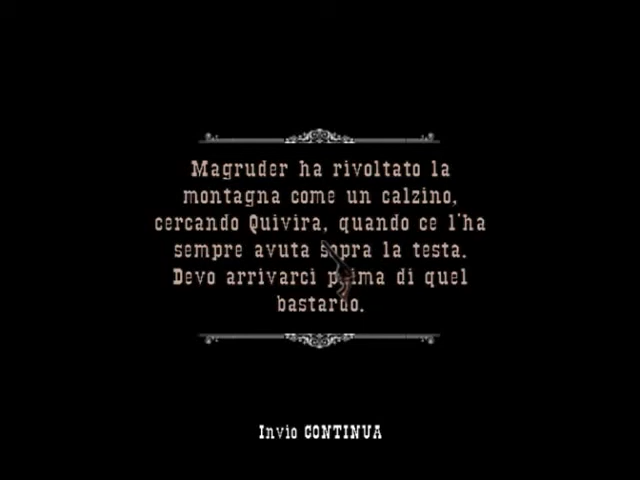 Magruder ha rivoltato la
montagna come un calzino,
cercando Quivira, quando ce l'ha
sempre avuta sopra la testa.
Devo arrivarci prima di quel
bastardo.
Invio CONTINUA